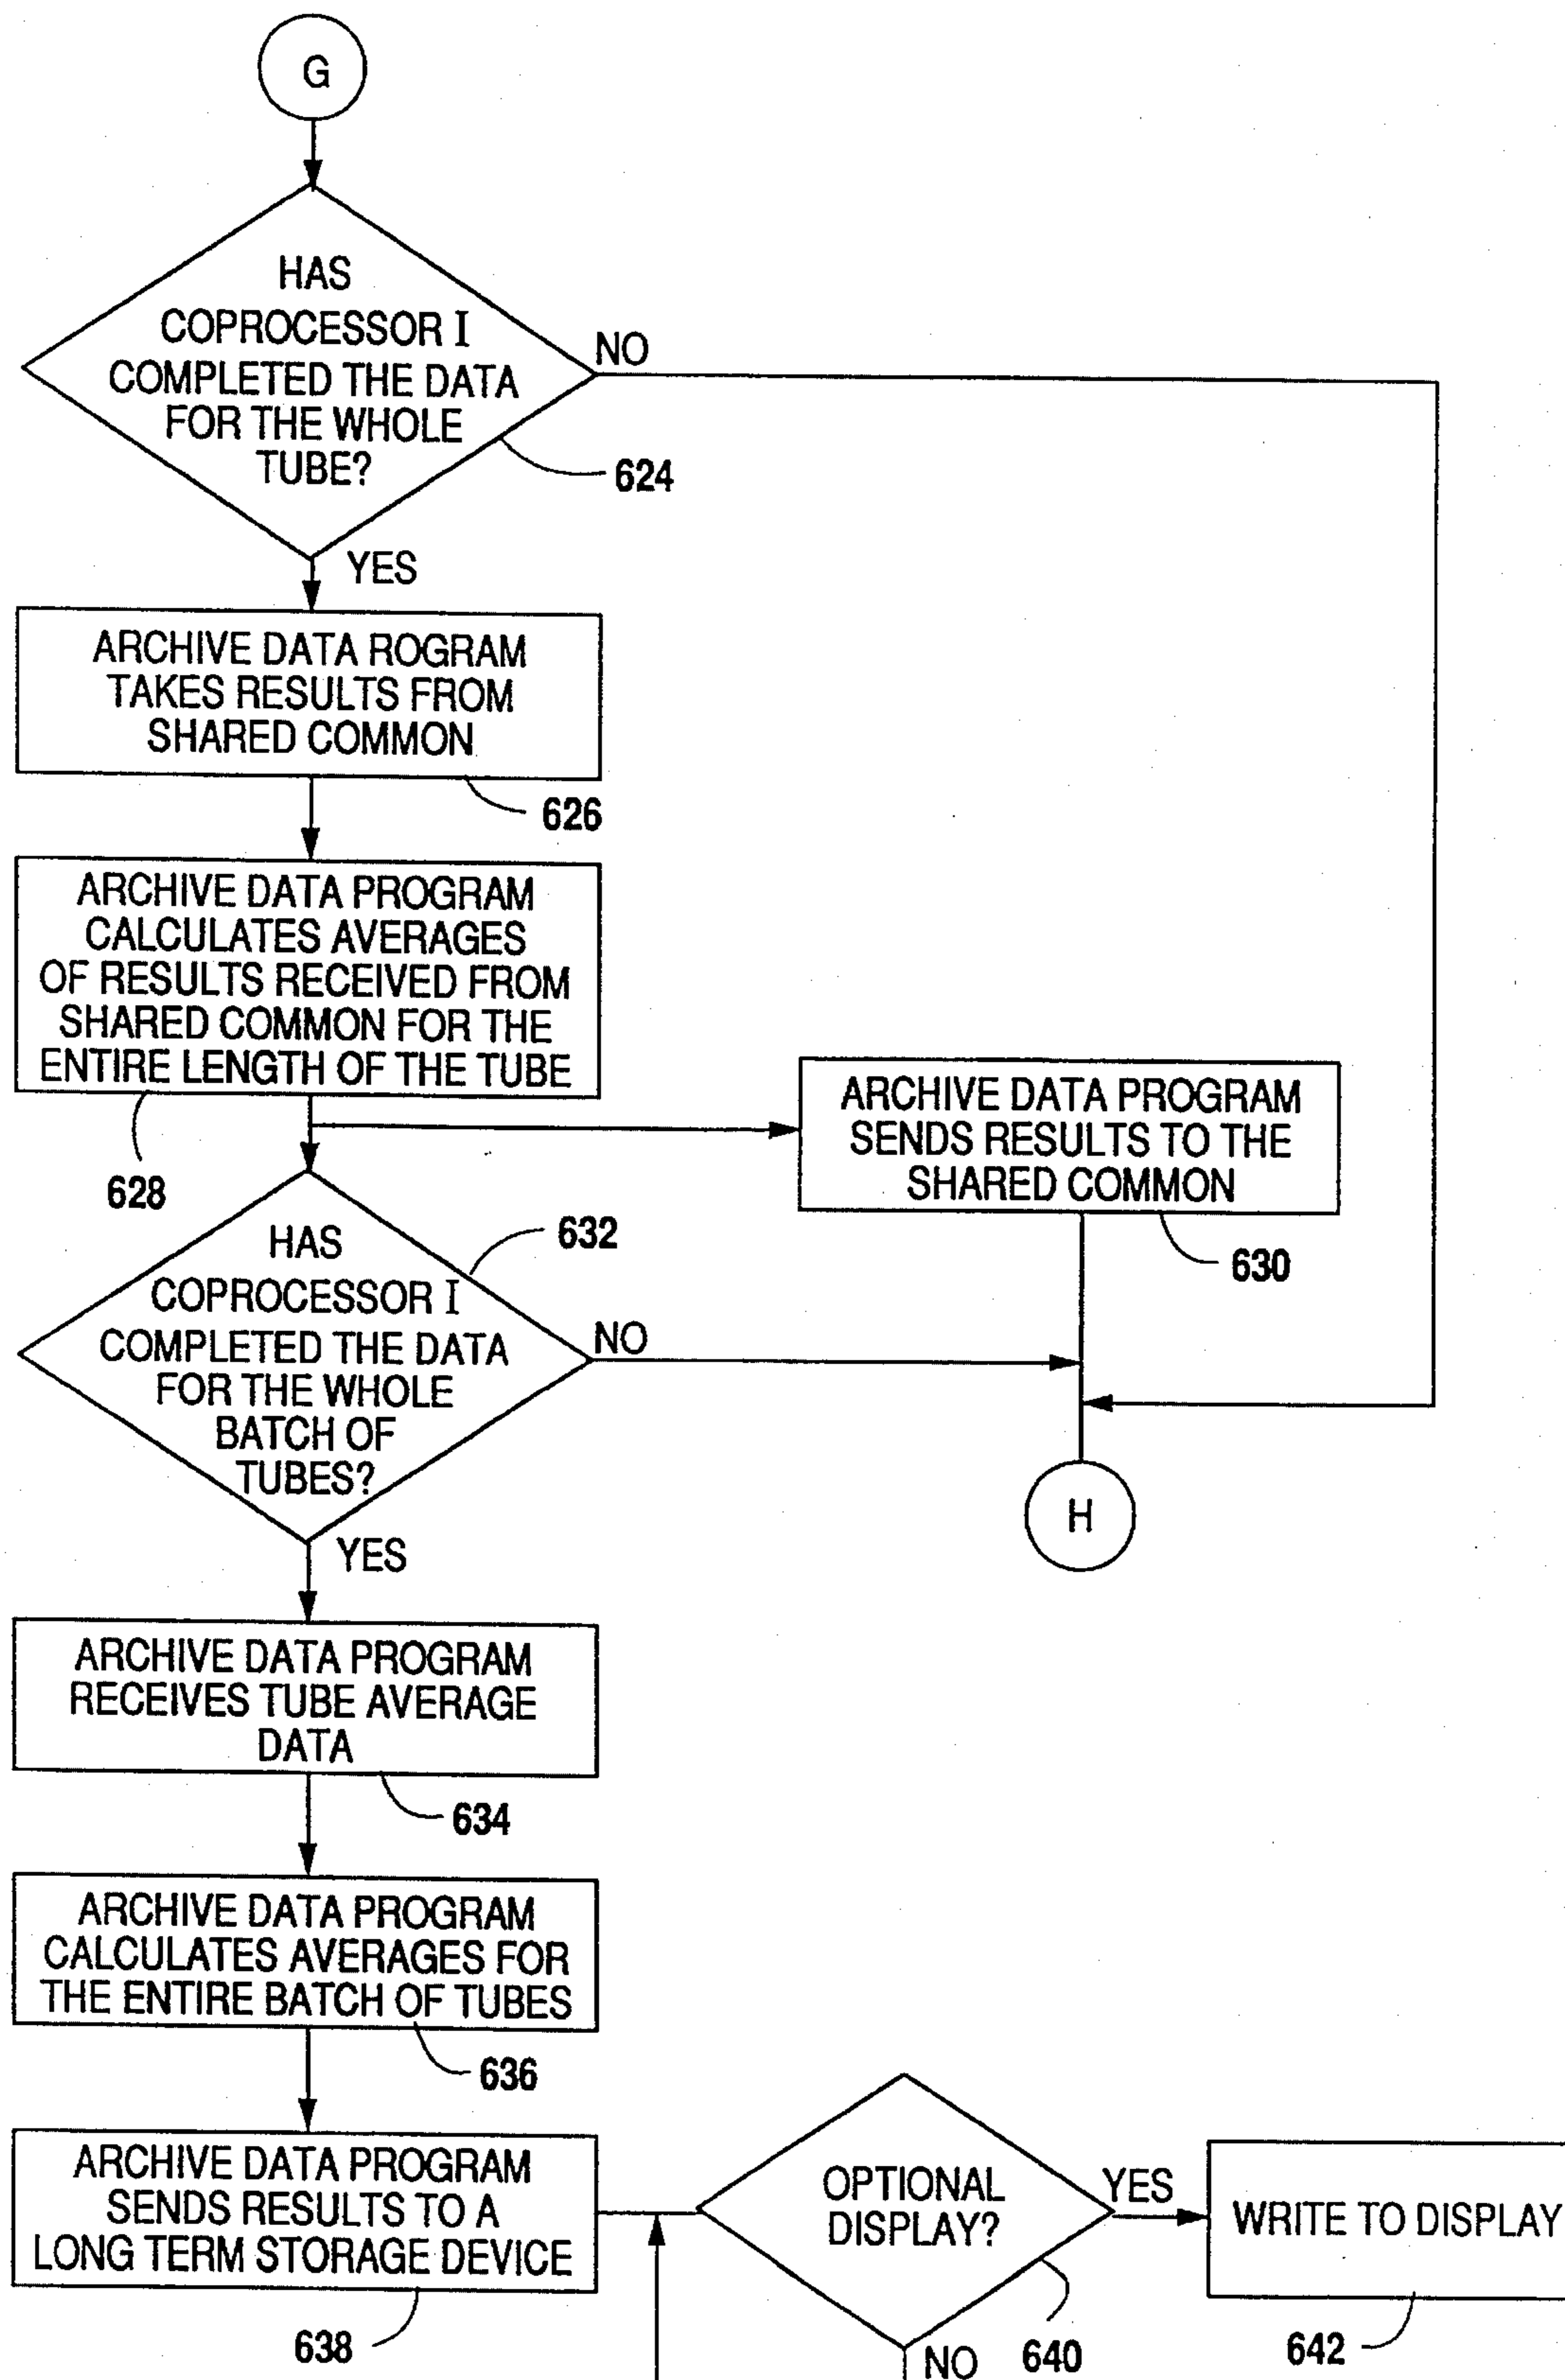 G
HAS
COPROCESSOR I
COMPLETED THE DATA
FOR THE WHOLE
TUBE?
NO
624
YES
ARCHIVE DATA ROGRAM
TAKES RESULTS FROM
SHARED COMMON
626
ARCHIVE DATA PROGRAM
CALCULATES AVERAGES
OF RESULTS RECEIVED FROM
SHARED COMMON FOR THE
ENTIRE LENGTH OF THE TUBE
628
ARCHIVE DATA PROGRAM
SENDS RESULTS TO THE
SHARED COMMON
630
HAS
COPROCESSOR I
COMPLETED THE DATA
FOR THE WHOLE
BATCH OF
TUBES?
632
NO
H
YES
ARCHIVE DATA PROGRAM
RECEIVES TUBE AVERAGE
DATA
634
ARCHIVE DATA PROGRAM
CALCULATES AVERAGES FOR
THE ENTIRE BATCH OF TUBES
636
ARCHIVE DATA PROGRAM
SENDS RESULTS TO A
LONG TERM STORAGE DEVICE
638
OPTIONAL
DISPLAY?
YES
640
NO
WRITE TO DISPLAY
642